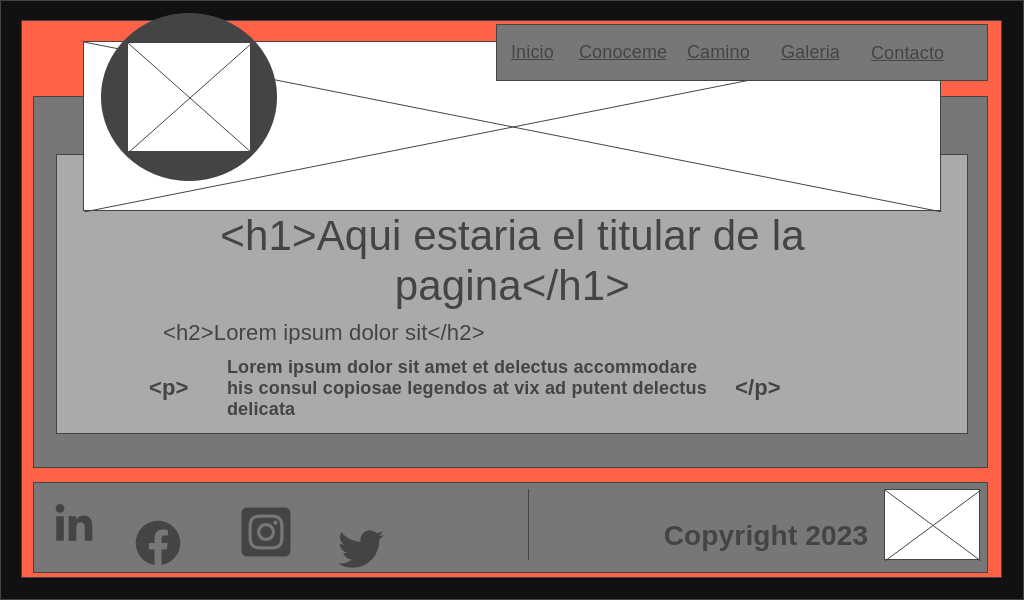 Inicio Conoceme Camino Galeria Contacto
<h1>Aqui estaria el titular de la
pagina</h1>
<h2>Lorem ipsum dolor sit</h2>
Lorem ipsum dolor sit amet et delectus accommodare
<p> his consul copiosae legendos at vix ad putent delectus </p>
delicata
in
Copyright 2023